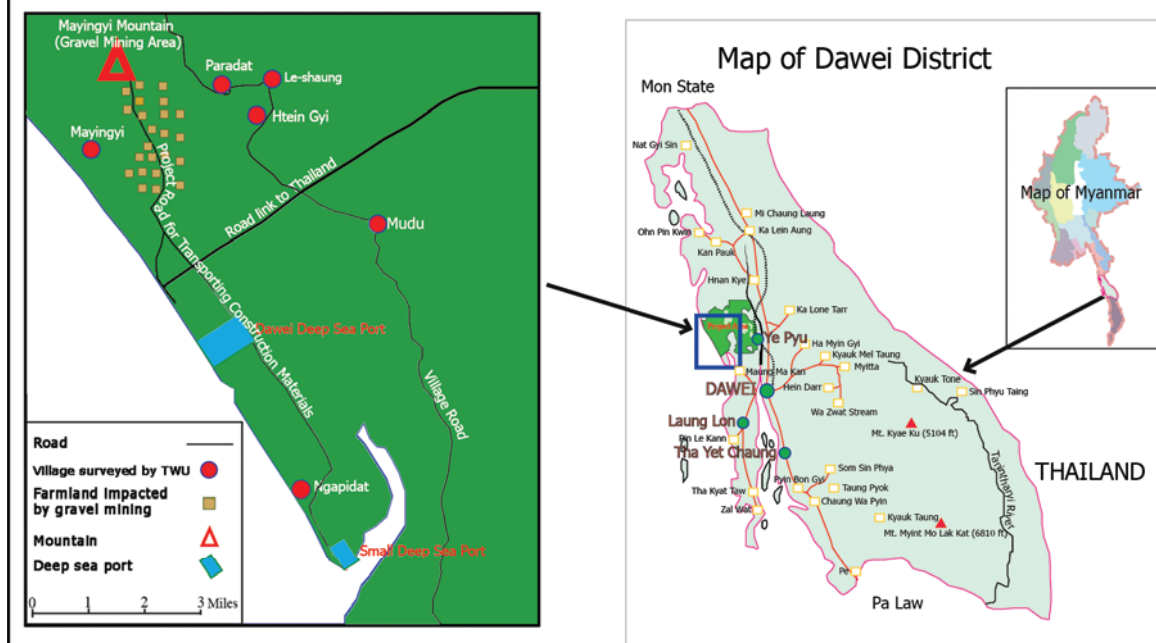 Mayingyi Mountain
(Gravel Mining Area)
Paradat
Le-shaung
Htein Gyi
Mayingyi
Project Road for Transporting Construction Materials
Road link to Thailand
Mudu
Dawei Deep Sea Port
Village Road
Ngapidat
Small Deep Sea Port
Road
Village surveyed by TWU
Farmland Impacted
by gravel mining
Mountain
Deep sea port
0 1 2 3 Miles
Map of Dawei District
Mon State
Nat Gyi Sin
Mi Chaung Laung
Ohn Pin Kwin
Ka Lein Aung
Kan Pauk
Hnan Kye
Ka Lone Tarr
Ye Pyu
Ha Myin Gyi
Kyauk Mel Taung
Maung Ma Kan
Myitta
Kyauk Tone
DAWEI
Hein Darr
Sin Phyu Taing
Wa Zwat Stream
Laung Lon
Mt. Kyae Ku (5104 ft)
Pin Le Kann
Tha Yet Chaung
THAILAND
Som Sin Phya
Pyin Bon Gyi
Taung Pyok
Tha Kyat Taw
Chaung Wa Pyin
Zal Wat
Kyauk Taung
Mt. Myint Mo Lak Kat (6810 ft)
Pe
Pa Law
Map of Myanmar